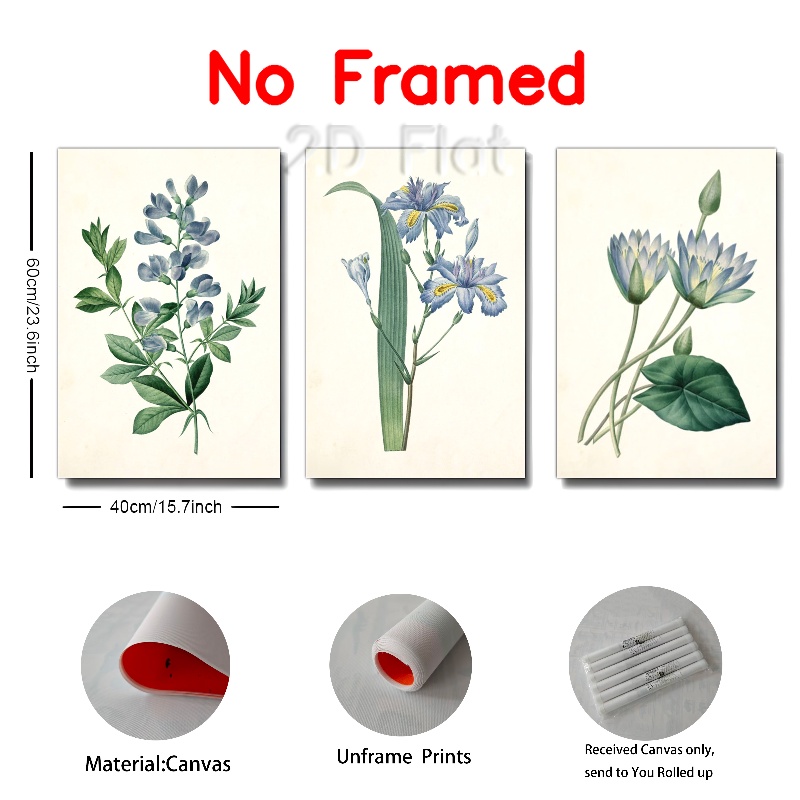 No Framed
2D Flat
60cm/23.6inch
40cm/15.7inch
Material:Canvas
Unframe Prints
Received Canvas only,
send to You Rolled up